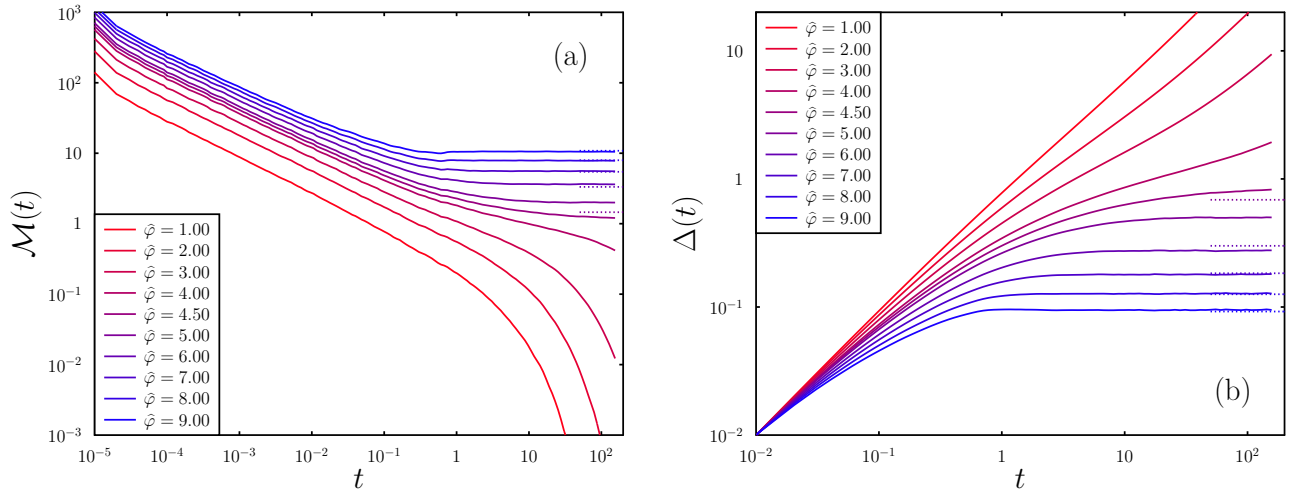 10³
10²
10
1
10⁻¹
10⁻²
10⁻³
ℳ(t)
(a)
φ̂ = 1.00
φ̂ = 2.00
φ̂ = 3.00
φ̂ = 4.00
φ̂ = 4.50
φ̂ = 5.00
φ̂ = 6.00
φ̂ = 7.00
φ̂ = 8.00
φ̂ = 9.00
10⁻⁵ 10⁻⁴ 10⁻³ 10⁻² 10⁻¹ 1 10 10²
t
10
1
10⁻¹
10⁻²
Δ(t)
φ̂ = 1.00
φ̂ = 2.00
φ̂ = 3.00
φ̂ = 4.00
φ̂ = 4.50
φ̂ = 5.00
φ̂ = 6.00
φ̂ = 7.00
φ̂ = 8.00
φ̂ = 9.00
(b)
10⁻² 10⁻¹ 1 10 10²
t